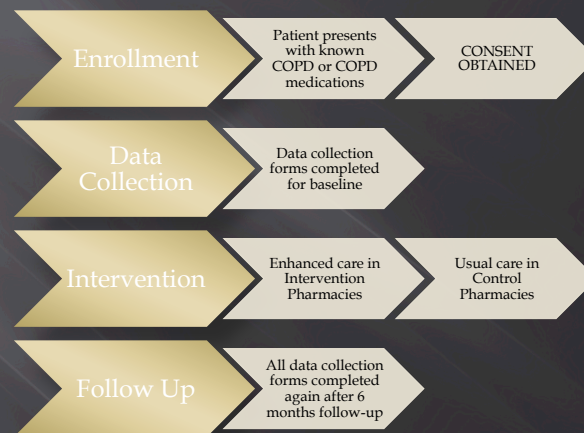 Enrollment
Patient presents
with known
COPD or COPD
medications
CONSENT
OBTAINED
Data
Collection
Data collection
forms completed
for baseline
Intervention
Enhanced care in
Intervention
Pharmacies
Usual care in
Control
Pharmacies
Follow Up
All data collection
forms completed
again after 6
months follow-up